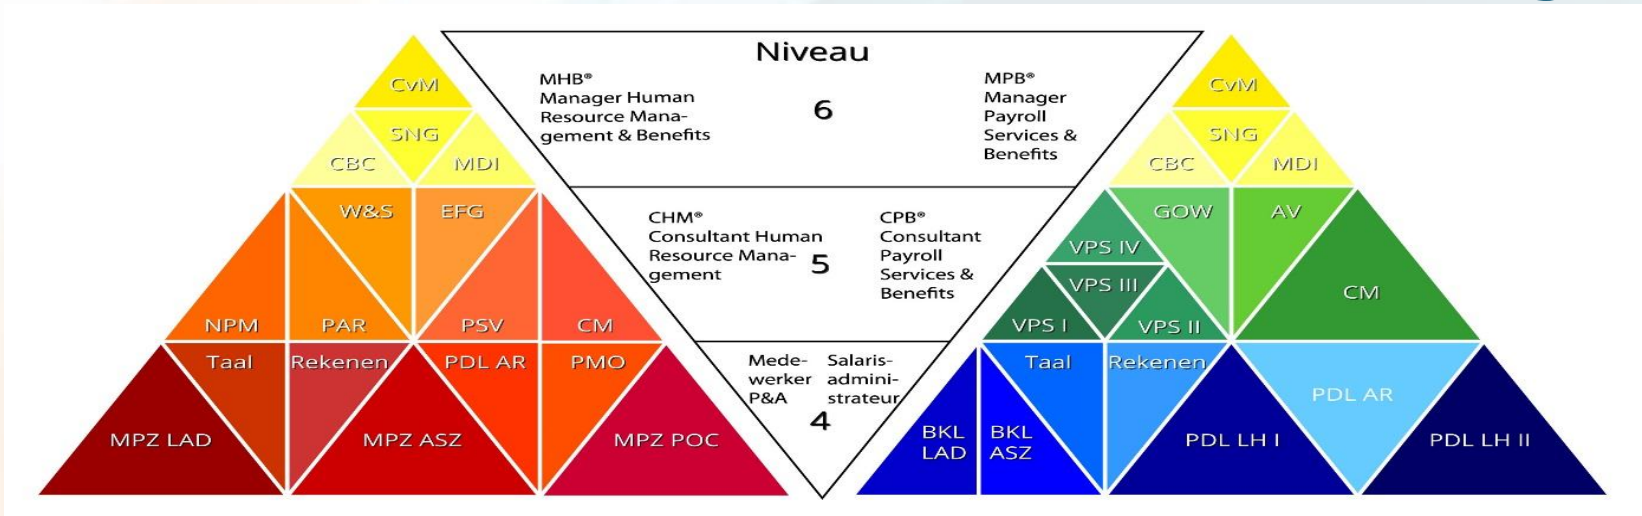 Niveau
CvM
SNG
CBC
MDI
W&S
EFG
NPM
PAR
PSV
CM
Taal
Rekenen
PDL AR
PMO
MPZ LAD
MPZ ASZ
MPZ POC
MHB®
Manager Human
Resource Mana-
gement & Benefits
6
MPB®
Manager
Payroll
Services &
Benefits
CHM®
Consultant Human
Resource Mana-
gement
5
CPB®
Consultant
Payroll
Services &
Benefits
Mede-
werker
P&A
Salaris-
admini-
strateur
4
CvM
SNG
CBC
MDI
GOW
AV
VPS IV
VPS III
CM
VPS I
VPS II
Taal
Rekenen
PDL AR
BKL
LAD
BKL
ASZ
PDL LH I
PDL LH II